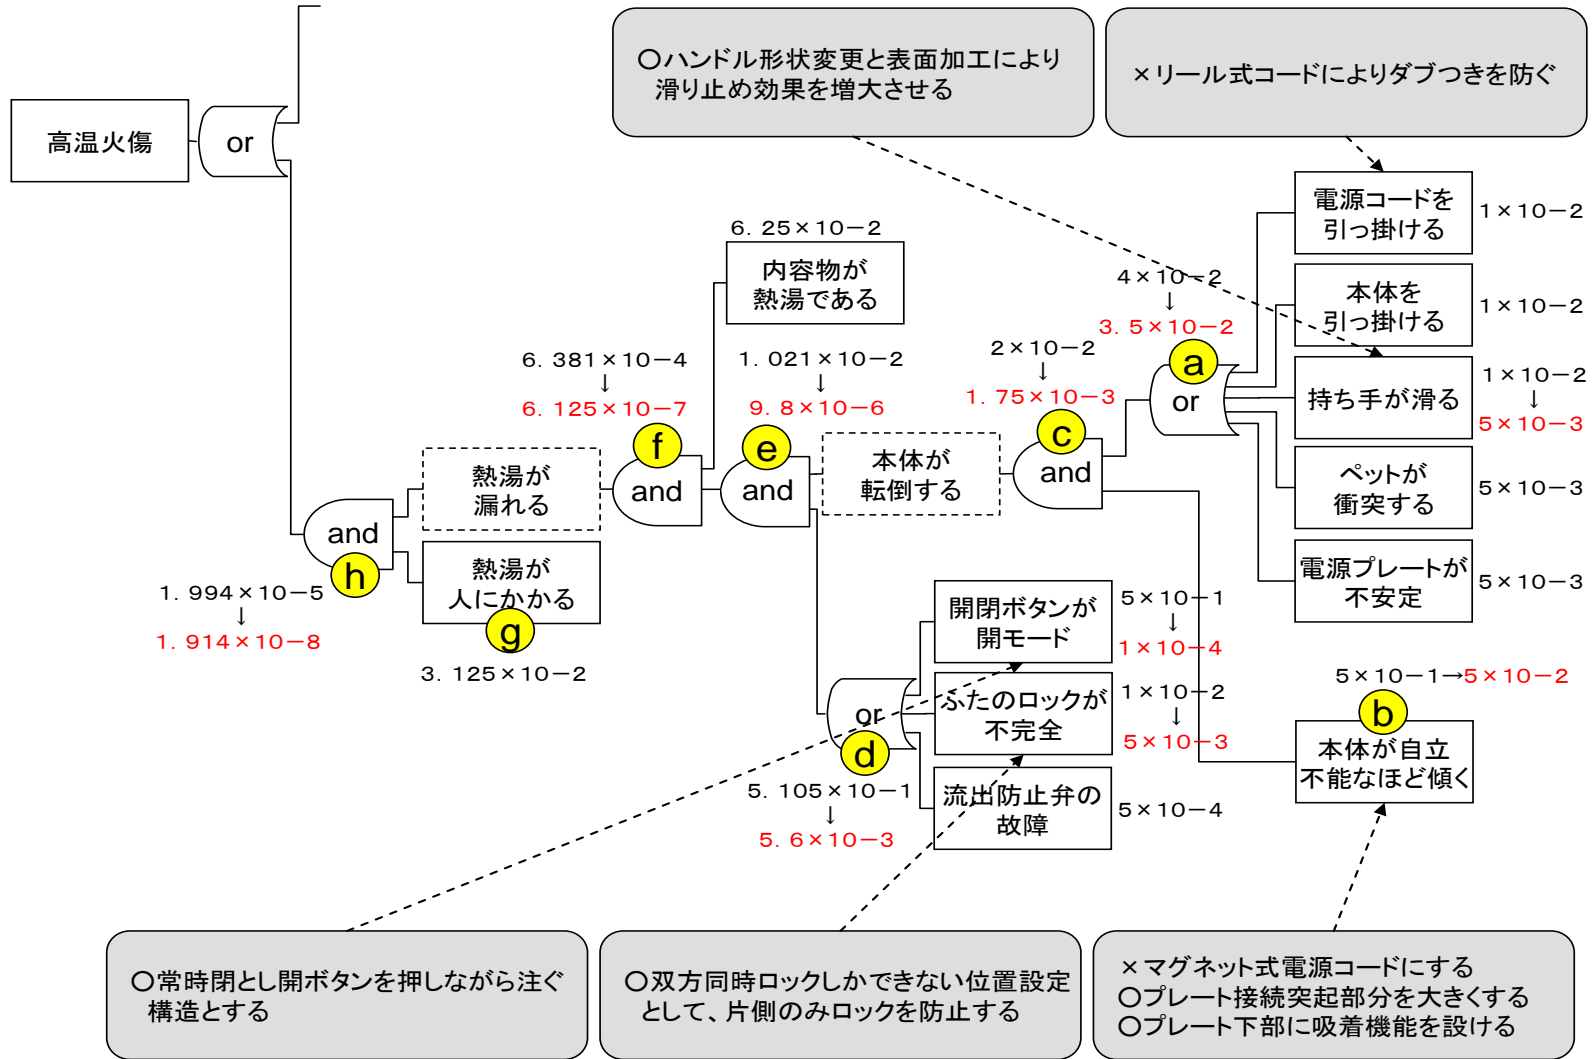 〇ハンドル形状変更と表面加工により
滑り止め効果を増大させる
×リール式コードによりダブつきを防ぐ
高温火傷
or
電源コードを
引っ掛ける
1×10-2
6. 25×10-2
内容物が
熱湯である
4×10-2
↓
3. 5×10-2
a
or
本体を
引っ掛ける
1×10-2
6. 381×10-4
↓
6. 125×10-7
f
and
1. 021×10-2
↓
9. 8×10-6
e
and
2×10-2
↓
1. 75×10-3
c
and
持ち手が滑る
1×10-2
↓
5×10-3
熱湯が
漏れる
本体が
転倒する
ペットが
衝突する
5×10-3
and
h
1. 994×10-5
↓
1. 914×10-8
熱湯が
人にかかる
g
3. 125×10-2
電源プレートが
不安定
5×10-3
開閉ボタンが
開モード
5×10-1
↓
1×10-4
or
d
5. 105×10-1
↓
5. 6×10-3
ふたのロックが
不完全
1×10-2
↓
5×10-3
5×10-1→5×10-2
b
本体が自立
不能なほど傾く
流出防止弁の
故障
5×10-4
〇常時閉とし開ボタンを押しながら注ぐ
構造とする
〇双方同時ロックしかできない位置設定
として、片側のみロックを防止する
×マグネット式電源コードにする
〇プレート接続突起部分を大きくする
〇プレート下部に吸着機能を設ける